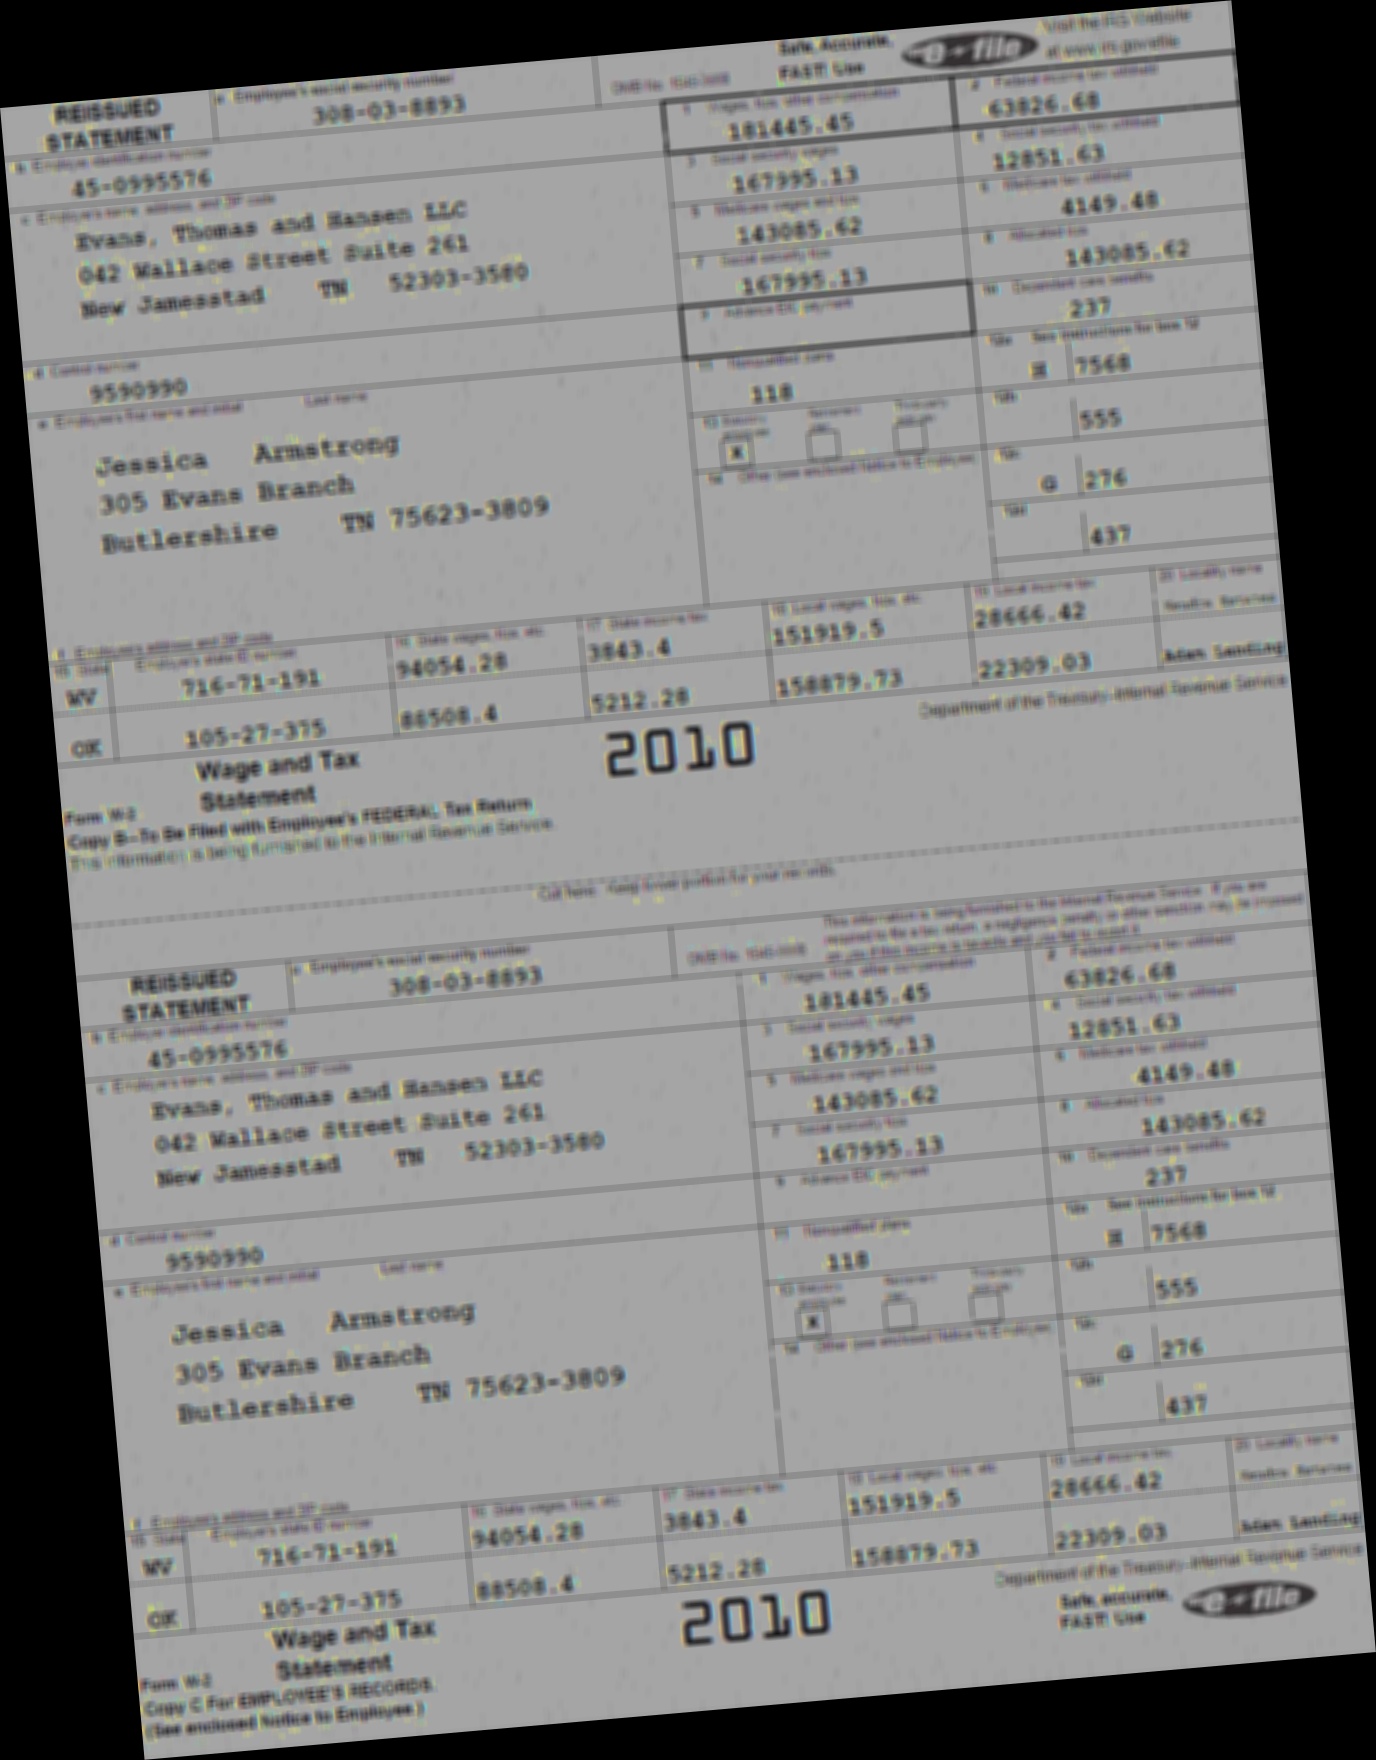 Safe, Accurate,
FAST! Use
e-file
Visit the IRS Website
at www.irs.gov/efile
REISSUED
STATEMENT
a Employee's social security number
308-03-8893
OMB No. 1545-0008
1 Wages, tips, other compensation
181445.45
2 Federal income tax withheld
63826.68
b Employer identification number
45-0995576
3 Social security wages
167995.13
4 Social security tax withheld
12851.63
c Employer's name, address, and ZIP code
Evans, Thomas and Hansen LLC
042 Wallace Street Suite 261
New Jamesstad TN 52303-3580
5 Medicare wages and tips
143085.62
6 Medicare tax withheld
4149.48
7 Social security tips
167995.13
8 Allocated tips
143085.62
9 Advance EIC payment
10 Dependent care benefits
237
d Control number
9590990
11 Nonqualified plans
118
12a See instructions for box 12
7568
e Employee's first name and initial Last name
Jessica Armstrong
305 Evans Branch
Butlershire TN 75623-3809
13
X
12b
555
14 Other (see enclosed Notice to Employee)
12c
G 276
12d
437
f Employee's address and ZIP code
15 State Employer's state ID number
16 State wages, tips, etc.
17 State income tax
18 Local wages, tips, etc.
19 Local income tax
20 Locality name
WV 716-71-191 94054.28 3843.4 151919.5 28666.42
OK 105-27-375 88508.4 5212.28 158879.73 22309.03 Adam Landing
Wage and Tax
Statement
2010
Department of the Treasury-Internal Revenue Service
Form W-2
Copy B-To Be Filed with Employee's FEDERAL Tax Return
This information is being furnished to the Internal Revenue Service.
Cut here. Keep lower portion for your records.
This information is being furnished to the Internal Revenue Service. If you are
required to file a tax return, a negligence penalty or other sanction may be imposed
on you if this income is taxable and you fail to report it.
REISSUED
STATEMENT
a Employee's social security number
308-03-8893
OMB No. 1545-0008
1 Wages, tips, other compensation
181445.45
2 Federal income tax withheld
63826.68
b Employer identification number
45-0995576
3 Social security wages
167995.13
4 Social security tax withheld
12851.63
c Employer's name, address, and ZIP code
Evans, Thomas and Hansen LLC
042 Wallace Street Suite 261
New Jamesstad TN 52303-3580
5 Medicare wages and tips
143085.62
6 Medicare tax withheld
4149.48
7 Social security tips
167995.13
8 Allocated tips
143085.62
9 Advance EIC payment
10 Dependent care benefits
237
d Control number
9590990
11 Nonqualified plans
118
12a See instructions for box 12
7568
e Employee's first name and initial Last name
Jessica Armstrong
305 Evans Branch
Butlershire TN 75623-3809
13
X
12b
555
14 Other (see enclosed Notice to Employee)
12c
G 276
12d
437
f Employee's address and ZIP code
15 State Employer's state ID number
16 State wages, tips, etc.
17 State income tax
18 Local wages, tips, etc.
19 Local income tax
20 Locality name
WV 716-71-191 94054.28 3843.4 151919.5 28666.42
OK 105-27-375 88508.4 5212.28 158879.73 22309.03 Adam Landing
Wage and Tax
Statement
2010
Department of the Treasury-Internal Revenue Service
Safe, accurate,
FAST! Use
e-file
Form W-2
Copy C For EMPLOYEE'S RECORDS.
(See enclosed Notice to Employee.)